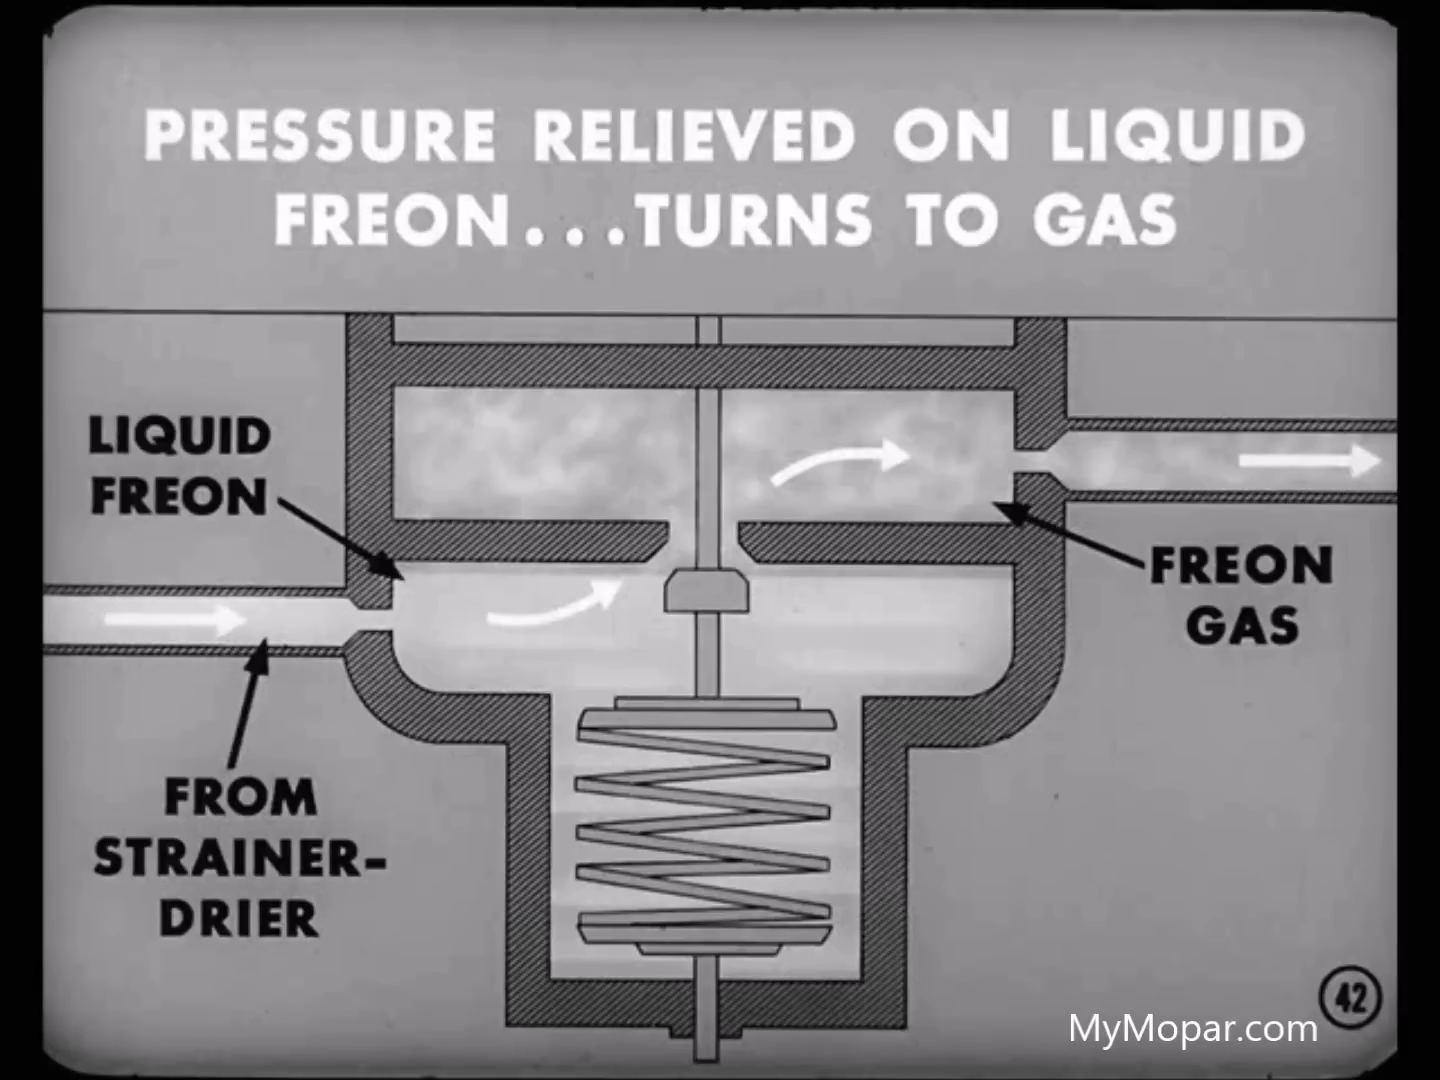 PRESSURE RELIEVED ON LIQUID
FREON...TURNS TO GAS
LIQUID
FREON
FREON
GAS
FROM
STRAINER-
DRIER
42
MyMopar.com